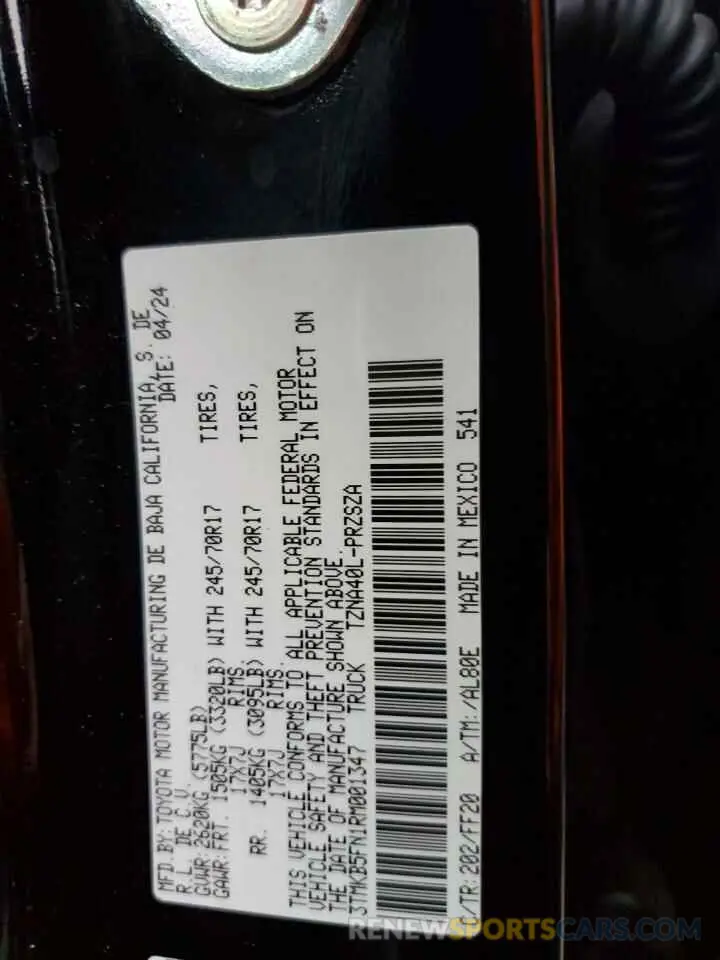 MFD.BY: TOYOTA MOTOR MANUFACTURING DE BAJA CALIFORNIA, S. DE
R.L. DE C.V. DATE: 04/24
GVWR: 2620KG (5775LB)
GAWR: FRT. 1505KG (3320LB) WITH 245/70R17 TIRES,
17X7J RIMS.
RR. 1405KG (3095LB) WITH 245/70R17 TIRES,
17X7J RIMS.
THIS VEHICLE CONFORMS TO ALL APPLICABLE FEDERAL MOTOR
VEHICLE SAFETY AND THEFT PREVENTION STANDARDS IN EFFECT ON
THE DATE OF MANUFACTURE SHOWN ABOVE.
3TMKB5FN1RM001347 TRUCK TZNA40L-PRZSZA
C/TR: 202/FF20 A/TM: /AL80E MADE IN MEXICO 541
RENEWSPORTSCARS.COM